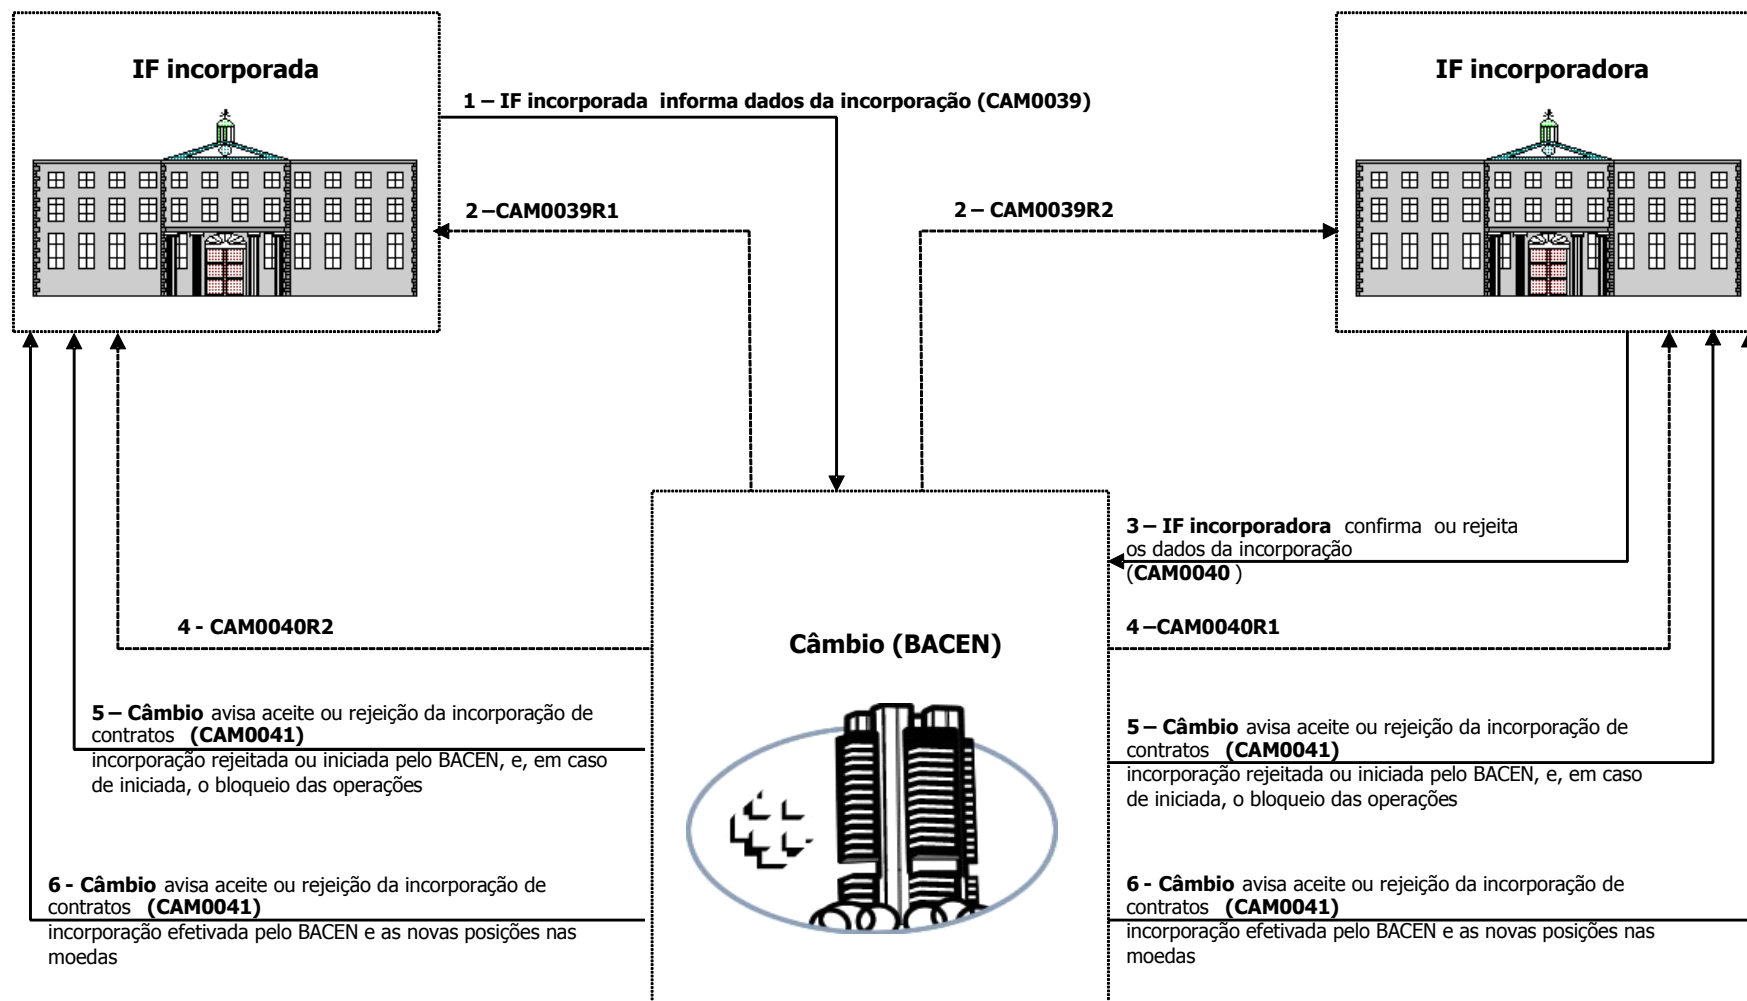 IF incorporada
IF incorporadora
1 – IF incorporada informa dados da incorporação (CAM0039)
2 –CAM0039R1
2 – CAM0039R2
3 – IF incorporadora confirma ou rejeita
os dados da incorporação
(CAM0040 )
4 - CAM0040R2
4 –CAM0040R1
Câmbio (BACEN)
5 – Câmbio avisa aceite ou rejeição da incorporação de
contratos (CAM0041)
incorporação rejeitada ou iniciada pelo BACEN, e, em caso
de iniciada, o bloqueio das operações
5 – Câmbio avisa aceite ou rejeição da incorporação de
contratos (CAM0041)
incorporação rejeitada ou iniciada pelo BACEN, e, em caso
de iniciada, o bloqueio das operações
6 - Câmbio avisa aceite ou rejeição da incorporação de
contratos (CAM0041)
incorporação efetivada pelo BACEN e as novas posições nas
moedas
6 - Câmbio avisa aceite ou rejeição da incorporação de
contratos (CAM0041)
incorporação efetivada pelo BACEN e as novas posições nas
moedas